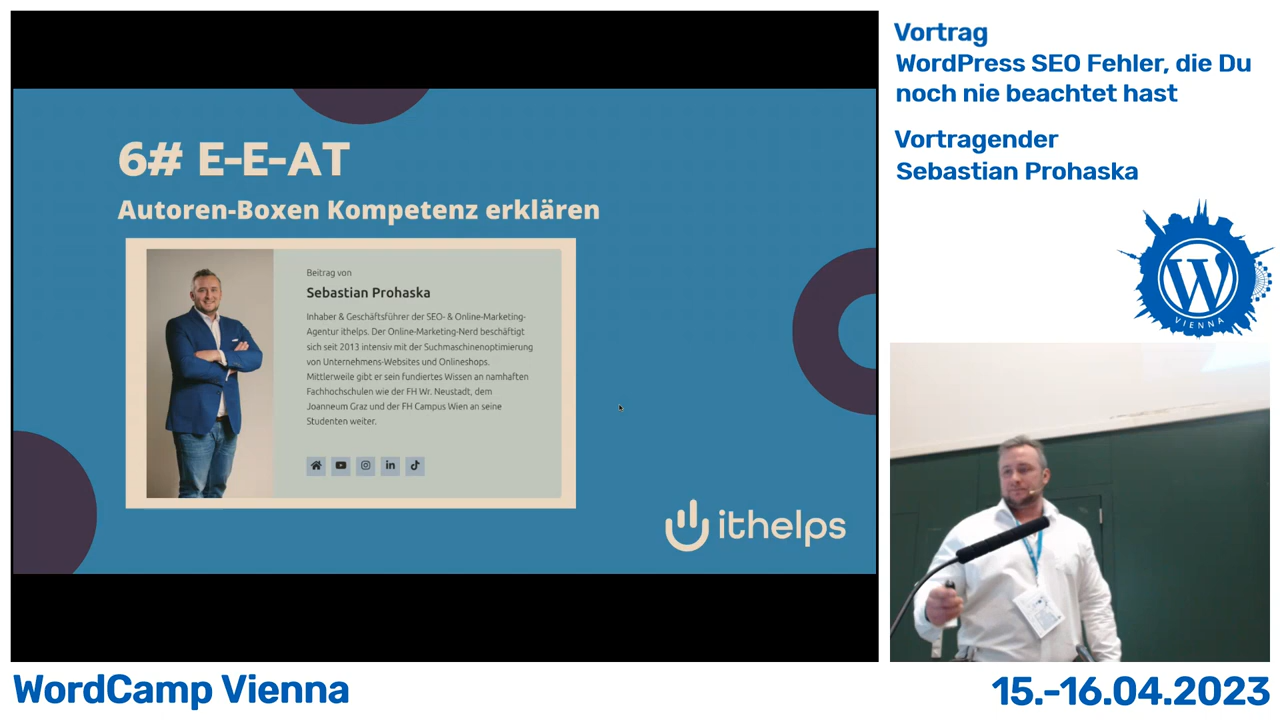 6# E-E-AT
Autoren-Boxen Kompetenz erklären
Beitrag von
Sebastian Prohaska
Inhaber & Geschäftsführer der SEO- & Online-Marketing-
Agentur ithelps. Der Online-Marketing-Nerd beschäftigt
sich seit 2013 intensiv mit der Suchmaschinenoptimierung
von Unternehmens-Websites und Onlineshops.
Mittlerweile gibt er sein fundiertes Wissen an namhaften
Fachhochschulen wie der FH Wr. Neustadt, dem
Joanneum Graz und der FH Campus Wien an seine
Studenten weiter.
in
ithelps
Vortrag
WordPress SEO Fehler, die Du
noch nie beachtet hast
Vortragender
Sebastian Prohaska
W
VIENNA
WordCamp Vienna
15.-16.04.2023